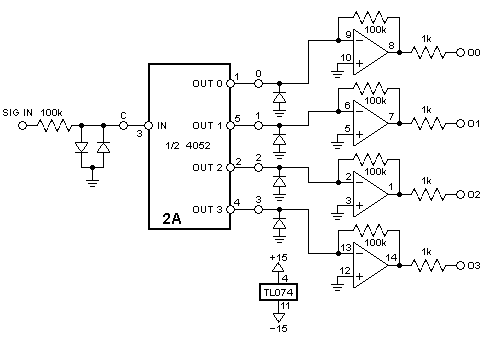 100k
9 − 8 1k
10 + O0
OUT 0 1 0
100k
SIG IN 100k C IN OUT 1 5 1
3 1/2 4052
6 − 7 1k
5 + O1
100k
OUT 2 2 2
2 − 1 1k
3 + O2
100k
2A OUT 3 4 3
13 − 14 1k
12 + O3
100k
+15
4
TL074
11
−15